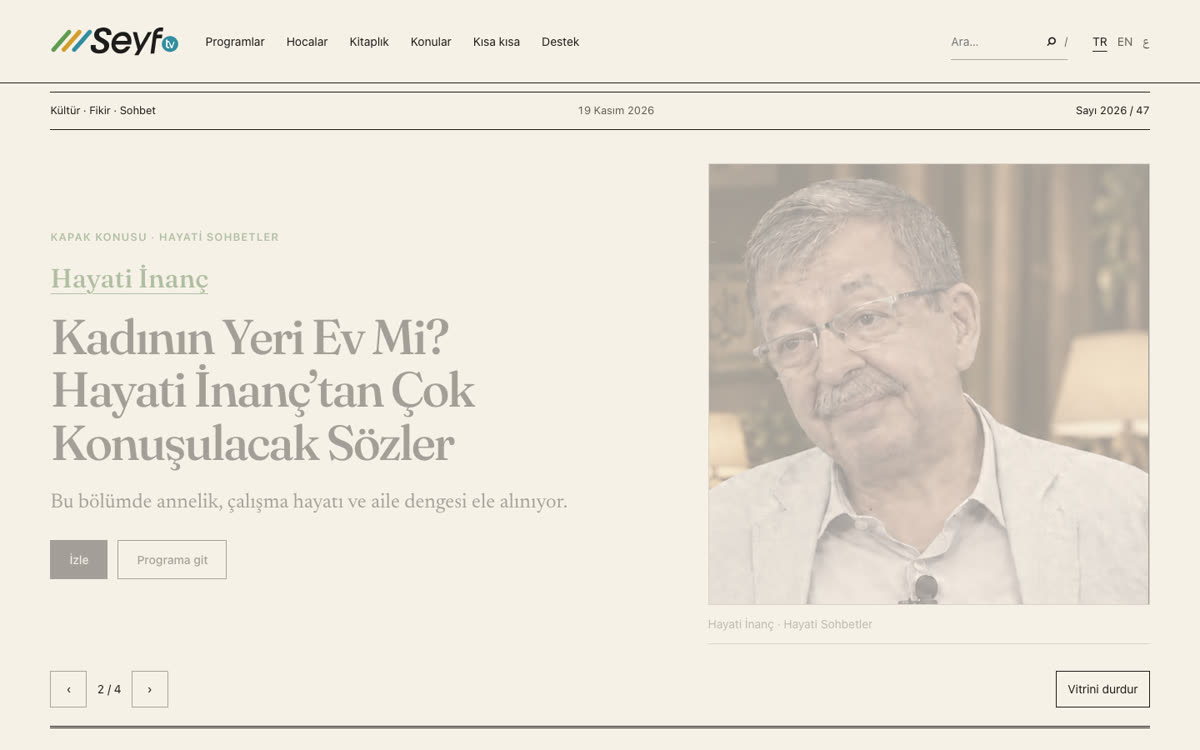 Seyf tv
Programlar Hocalar Kitaplık Konular Kısa kısa Destek
Ara... /
TR EN ع
Kültür · Fikir · Sohbet
19 Kasım 2026
Sayı 2026 / 47
KAPAK KONUSU · HAYATİ SOHBETLER
Hayati İnanç
Kadının Yeri Ev Mi?
Hayati İnanç’tan Çok
Konuşulacak Sözler
Bu bölümde annelik, çalışma hayatı ve aile dengesi ele alınıyor.
İzle
Programa git
Hayati İnanç · Hayati Sohbetler
‹ 2 / 4 ›
Vitrini durdur